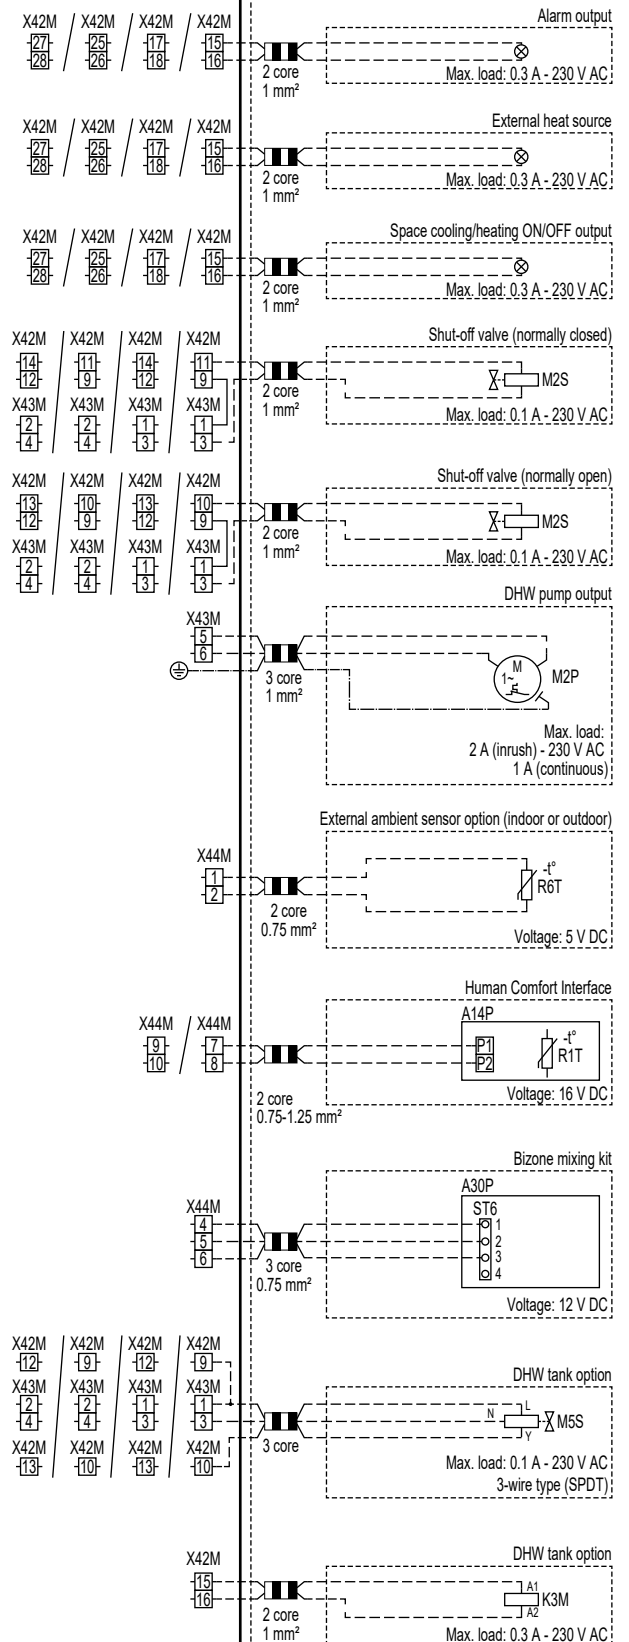 Alarm output
X42M / X42M / X42M / X42M
27 25 17 15
28 26 18 16
2 core
1 mm²
Max. load: 0.3 A - 230 V AC
External heat source
X42M / X42M / X42M / X42M
27 25 17 15
28 26 18 16
2 core
1 mm²
Max. load: 0.3 A - 230 V AC
Space cooling/heating ON/OFF output
X42M / X42M / X42M / X42M
27 25 17 15
28 26 18 16
2 core
1 mm²
Max. load: 0.3 A - 230 V AC
Shut-off valve (normally closed)
X42M / X42M / X42M / X42M
14 11 14 11
12 9 12 9
X43M X43M X43M X43M
2 2 1 1
4 4 3 3
2 core
1 mm²
M2S
Max. load: 0.1 A - 230 V AC
Shut-off valve (normally open)
X42M / X42M / X42M / X42M
13 10 13 10
12 9 12 9
X43M X43M X43M X43M
2 2 1 1
4 4 3 3
2 core
1 mm²
M2S
Max. load: 0.1 A - 230 V AC
DHW pump output
X43M
5
6
3 core
1 mm²
M
1~
M2P
Max. load:
2 A (inrush) - 230 V AC
1 A (continuous)
External ambient sensor option (indoor or outdoor)
X44M
1
2
2 core
0.75 mm²
-t°
R6T
Voltage: 5 V DC
Human Comfort Interface
X44M / X44M
9 7
10 8
2 core
0.75-1.25 mm²
A14P
P1
P2
-t°
R1T
Voltage: 16 V DC
Bizone mixing kit
X44M
4
5
6
3 core
0.75 mm²
A30P
ST6
1
2
3
4
Voltage: 12 V DC
DHW tank option
X42M / X42M / X42M / X42M
12 9 12 9
X43M X43M X43M X43M
2 2 1 1
4 4 3 3
X42M X42M X42M X42M
13 10 13 10
3 core
N
L
Y
M5S
Max. load: 0.1 A - 230 V AC
3-wire type (SPDT)
DHW tank option
X42M
15
16
2 core
1 mm²
A1
K3M
A2
Max. load: 0.3 A - 230 V AC